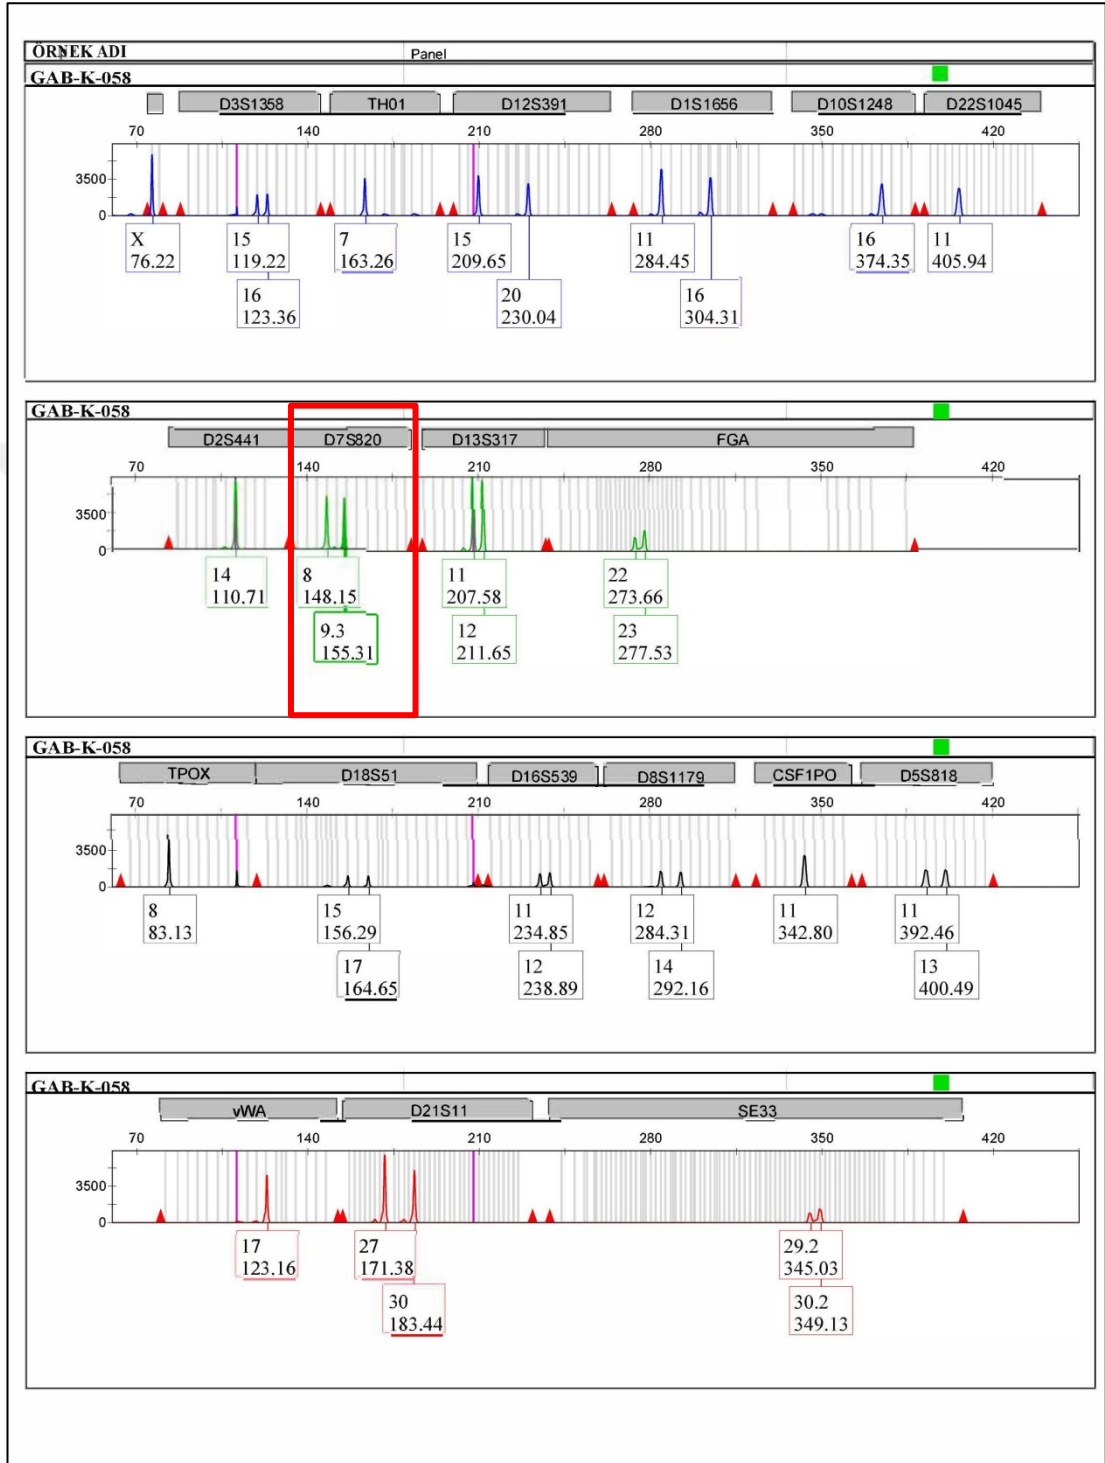 ÖRNEK ADI Panel
GAB-K-058
D3S1358 TH01 D12S391 D1S1656 D10S1248 D22S1045
70 140 210 280 350 420
3500
0
X 15 7 15 11 16 11
76.22 119.22 163.26 209.65 284.45 374.35 405.94
16 20 16
123.36 230.04 304.31
GAB-K-058
D2S441 D7S820 D13S317 FGA
70 140 210 280 350 420
3500
0
14 8 11 22
110.71 148.15 207.58 273.66
9.3 12 23
155.31 211.65 277.53
GAB-K-058
TPOX D18S51 D16S539 D8S1179 CSF1PO D5S818
70 140 210 280 350 420
3500
0
8 15 11 12 11 11
83.13 156.29 234.85 284.31 342.80 392.46
17 12 14 13
164.65 238.89 292.16 400.49
GAB-K-058
vWA D21S11 SE33
70 140 210 280 350 420
3500
0
17 27 29.2
123.16 171.38 345.03
30 30.2
183.44 349.13